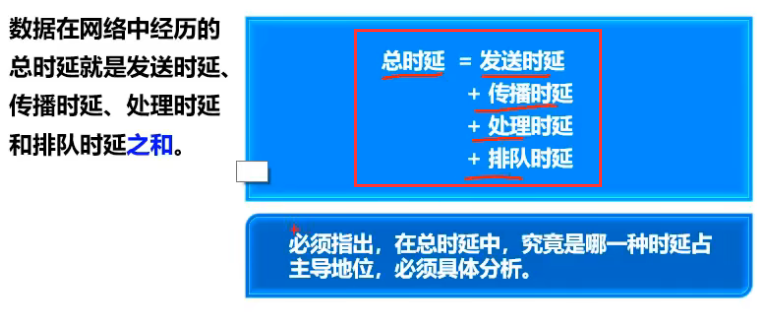 数据在网络中经历的
总时延就是发送时延、
传播时延、处理时延
和排队时延之和。
总时延 = 发送时延
+ 传播时延
+ 处理时延
+ 排队时延
必须指出，在总时延中，究竟是哪一种时延占
主导地位，必须具体分析。